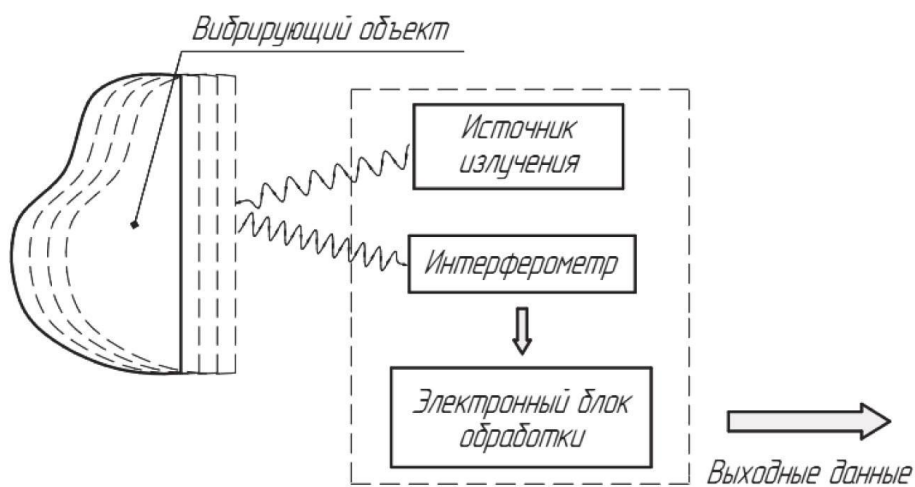 Вибрирующий объект
Источник
излучения
Интерферометр
Электронный блок
обработки
Выходные данные